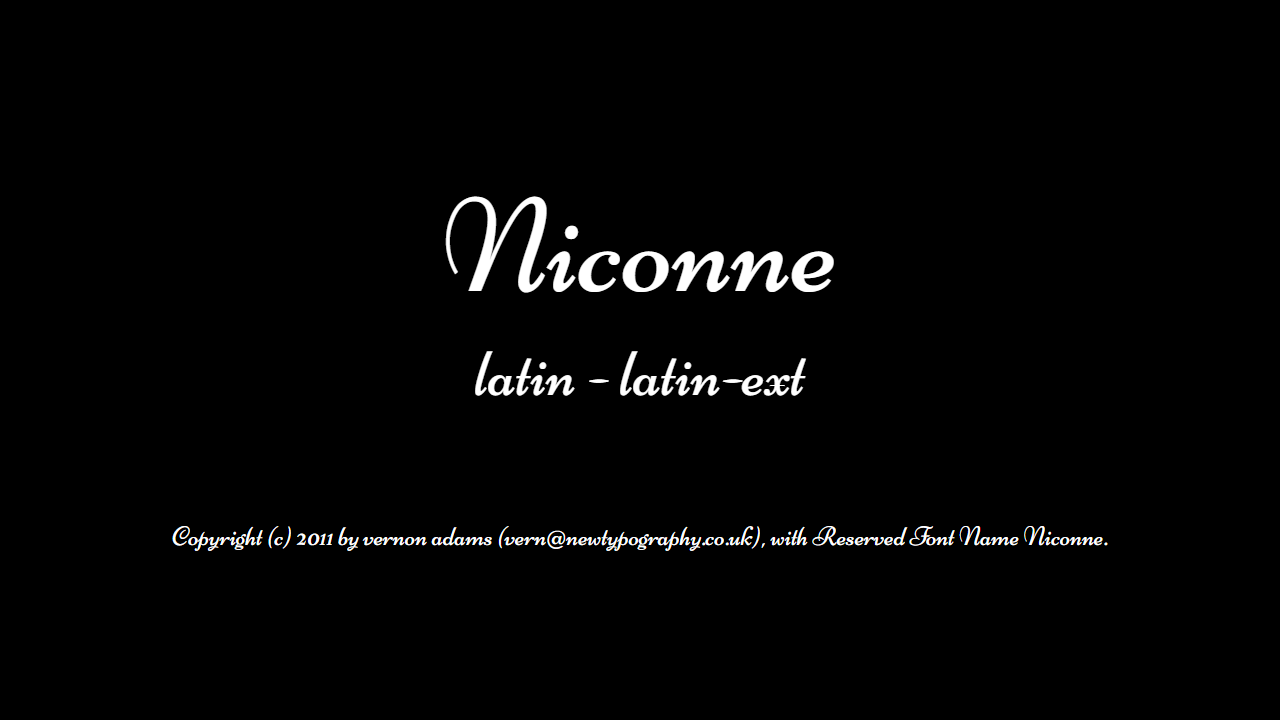 Niconne
latin - latin-ext
Copyright (c) 2011 by vernon adams (vern@newtypography.co.uk), with Reserved Font Name Niconne.